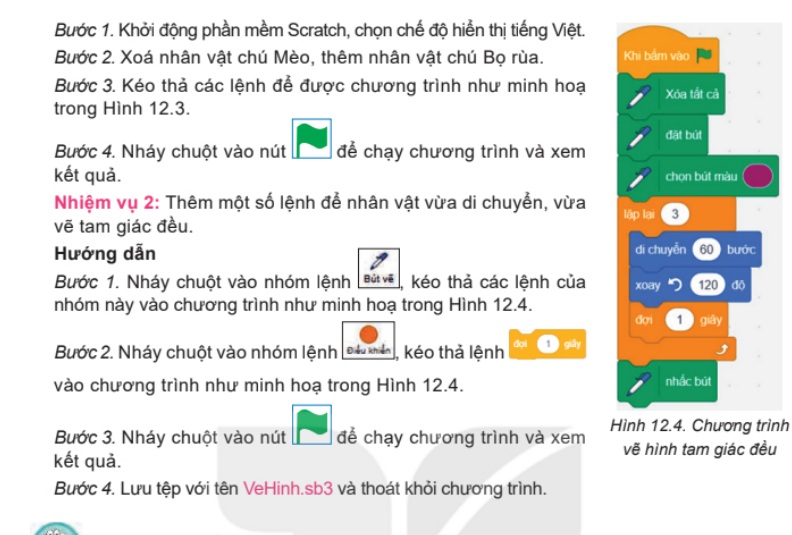 Bước 1. Khởi động phần mềm Scratch, chọn chế độ hiển thị tiếng Việt.
Bước 2. Xoá nhân vật chú Mèo, thêm nhân vật chú Bọ rùa.
Bước 3. Kéo thả các lệnh để được chương trình như minh hoạ
trong Hình 12.3.
Bước 4. Nháy chuột vào nút để chạy chương trình và xem
kết quả.
Nhiệm vụ 2: Thêm một số lệnh để nhân vật vừa di chuyển, vừa
vẽ tam giác đều.
Hướng dẫn
Bước 1. Nháy chuột vào nhóm lệnh Bút vẽ, kéo thả các lệnh của
nhóm này vào chương trình như minh hoạ trong Hình 12.4.
Bước 2. Nháy chuột vào nhóm lệnh Điều khiển, kéo thả lệnh đợi 1 giây
vào chương trình như minh hoạ trong Hình 12.4.
Bước 3. Nháy chuột vào nút để chạy chương trình và xem
kết quả.
Bước 4. Lưu tệp với tên VeHinh.sb3 và thoát khỏi chương trình.
Khi bấm vào
Xóa tất cả
đặt bút
chọn bút màu
lặp lại 3
di chuyển 60 bước
xoay 120 độ
đợi 1 giây
nhấc bút
Hình 12.4. Chương trình
vẽ hình tam giác đều